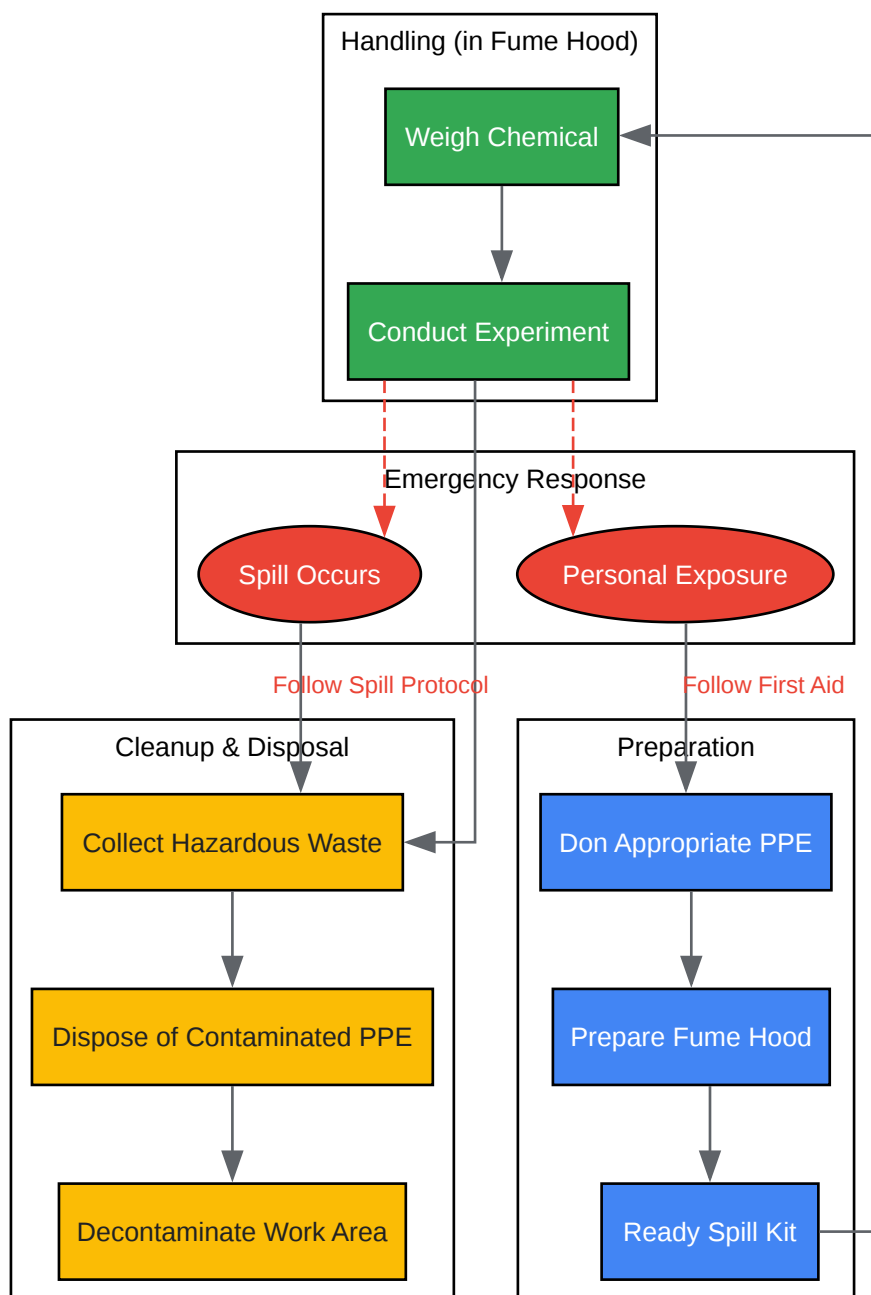 Handling (in Fume Hood)
Weigh Chemical
Conduct Experiment
Emergency Response
Spill Occurs
Personal Exposure
Follow Spill Protocol
Follow First Aid
Cleanup & Disposal
Preparation
Collect Hazardous Waste
Don Appropriate PPE
Dispose of Contaminated PPE
Prepare Fume Hood
Decontaminate Work Area
Ready Spill Kit